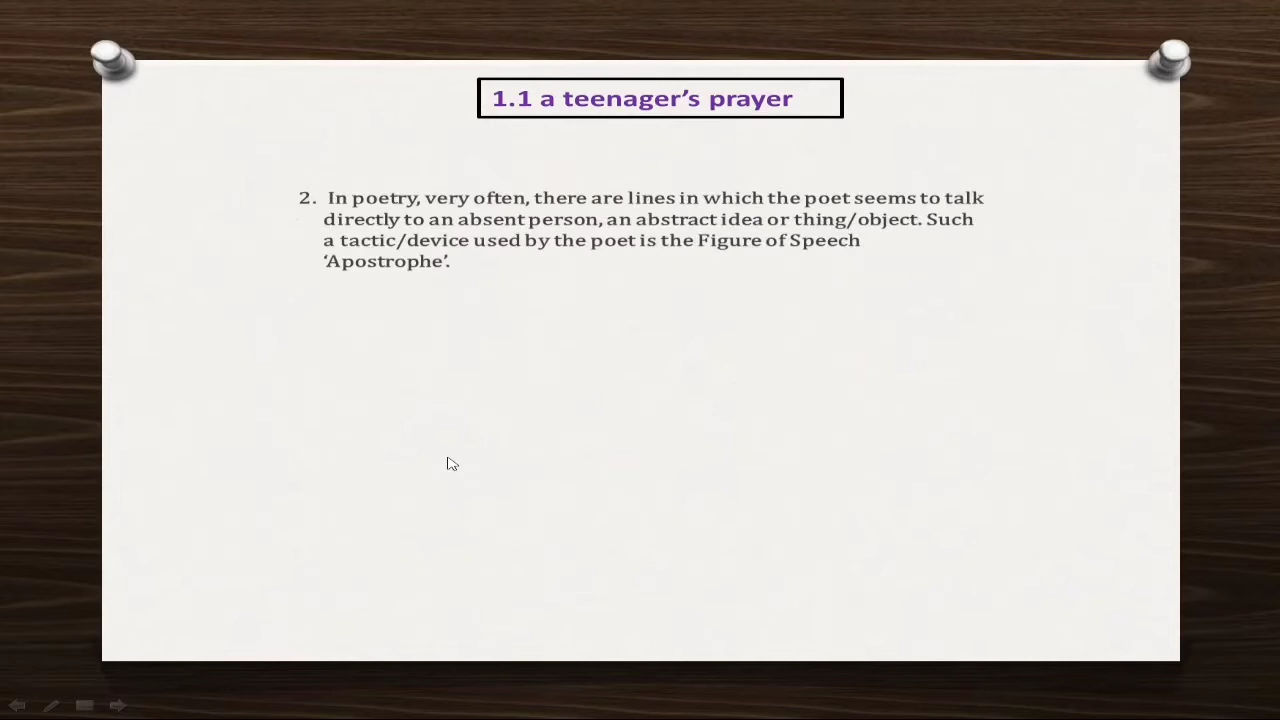 1.1 a teenager’s prayer
2. In poetry, very often, there are lines in which the poet seems to talk
directly to an absent person, an abstract idea or thing/object. Such
a tactic/device used by the poet is the Figure of Speech
‘Apostrophe’.